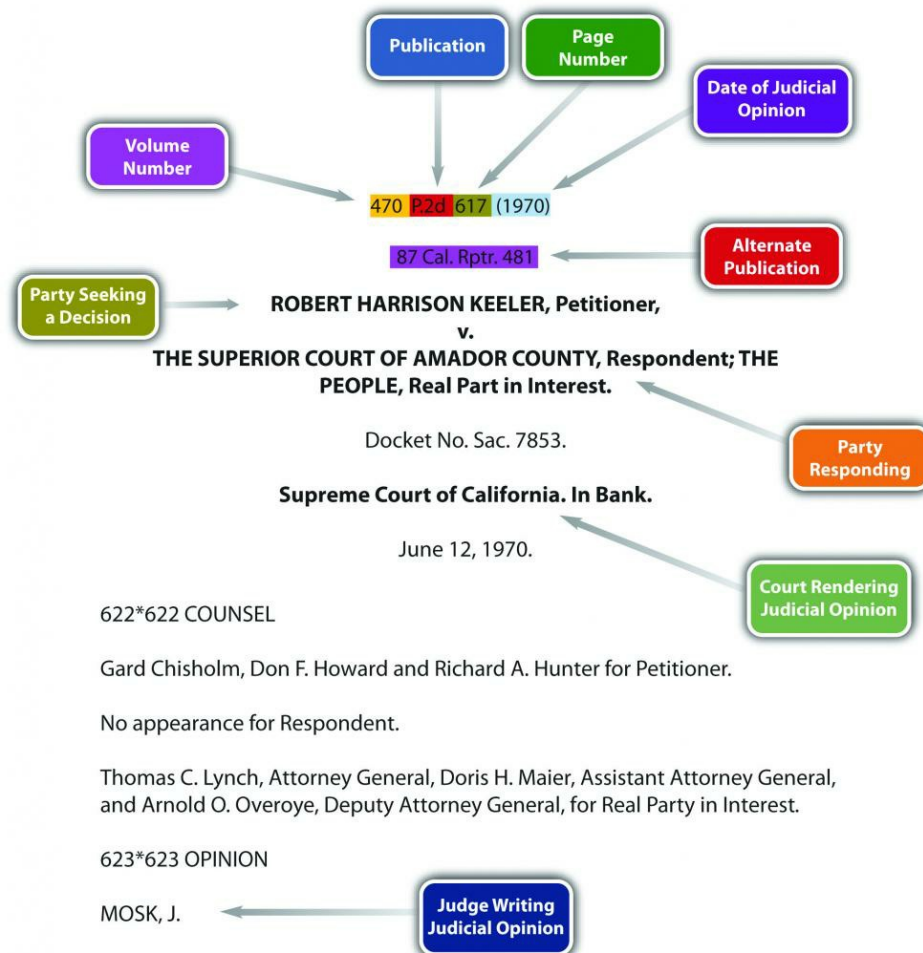 Publication
Page
Number
Date of Judicial
Opinion
Volume
Number
470 P.2d 617 (1970)
87 Cal. Rptr. 481
Alternate
Publication
Party Seeking
a Decision
ROBERT HARRISON KEELER, Petitioner,
v.
THE SUPERIOR COURT OF AMADOR COUNTY, Respondent; THE
PEOPLE, Real Part in Interest.
Docket No. Sac. 7853.
Party
Responding
Supreme Court of California. In Bank.
June 12, 1970.
Court Rendering
Judicial Opinion
622*622 COUNSEL
Gard Chisholm, Don F. Howard and Richard A. Hunter for Petitioner.
No appearance for Respondent.
Thomas C. Lynch, Attorney General, Doris H. Maier, Assistant Attorney General,
and Arnold O. Overoye, Deputy Attorney General, for Real Party in Interest.
623*623 OPINION
MOSK, J.
Judge Writing
Judicial Opinion